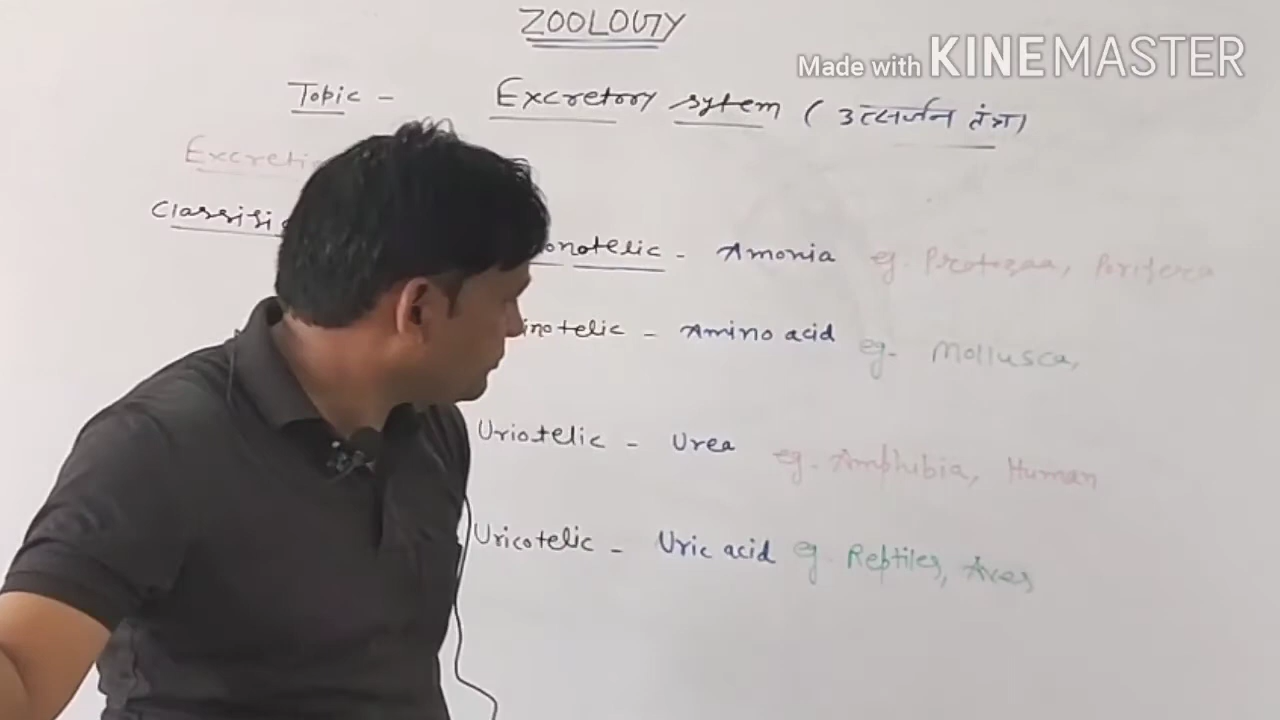 ZOOLOGY
Made with KINEMASTER
Topic - Excretory sytem ( उत्सर्जन तंत्र)
Excreti
Classifi
onotelic - Amonia eg. Protozoa, Porifera
inotelic - Amino acid eg. Mollusca,
Uriotelic - Urea eg. Amphibia, Human
Uricotelic - Uric acid eg. Reptiles, Aves